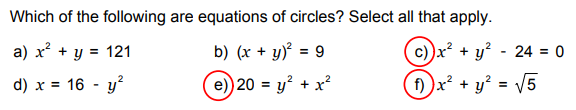 Which of the following are equations of circles? Select all that apply.
a) x² + y = 121 b) (x + y)² = 9 c) x² + y² - 24 = 0
d) x = 16 - y² e) 20 = y² + x² f) x² + y² = √5